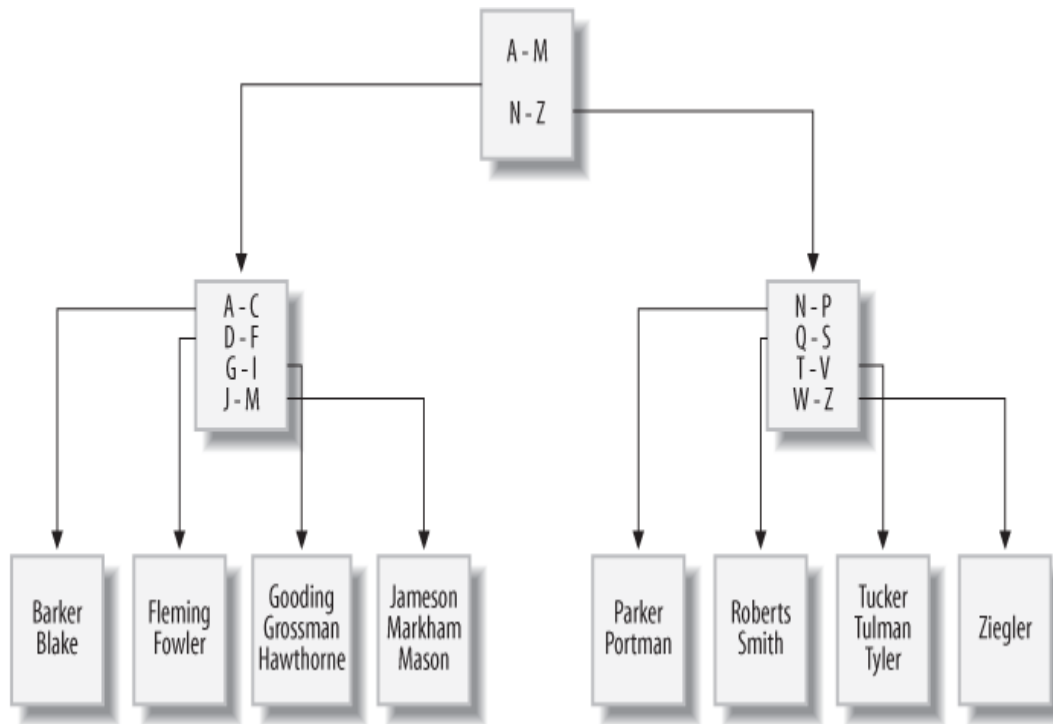 A - M
N - Z
A - C
D - F
G - I
J - M
N - P
Q - S
T - V
W - Z
Barker
Blake
Fleming
Fowler
Gooding
Grossman
Hawthorne
Jameson
Markham
Mason
Parker
Portman
Roberts
Smith
Tucker
Tulman
Tyler
Ziegler